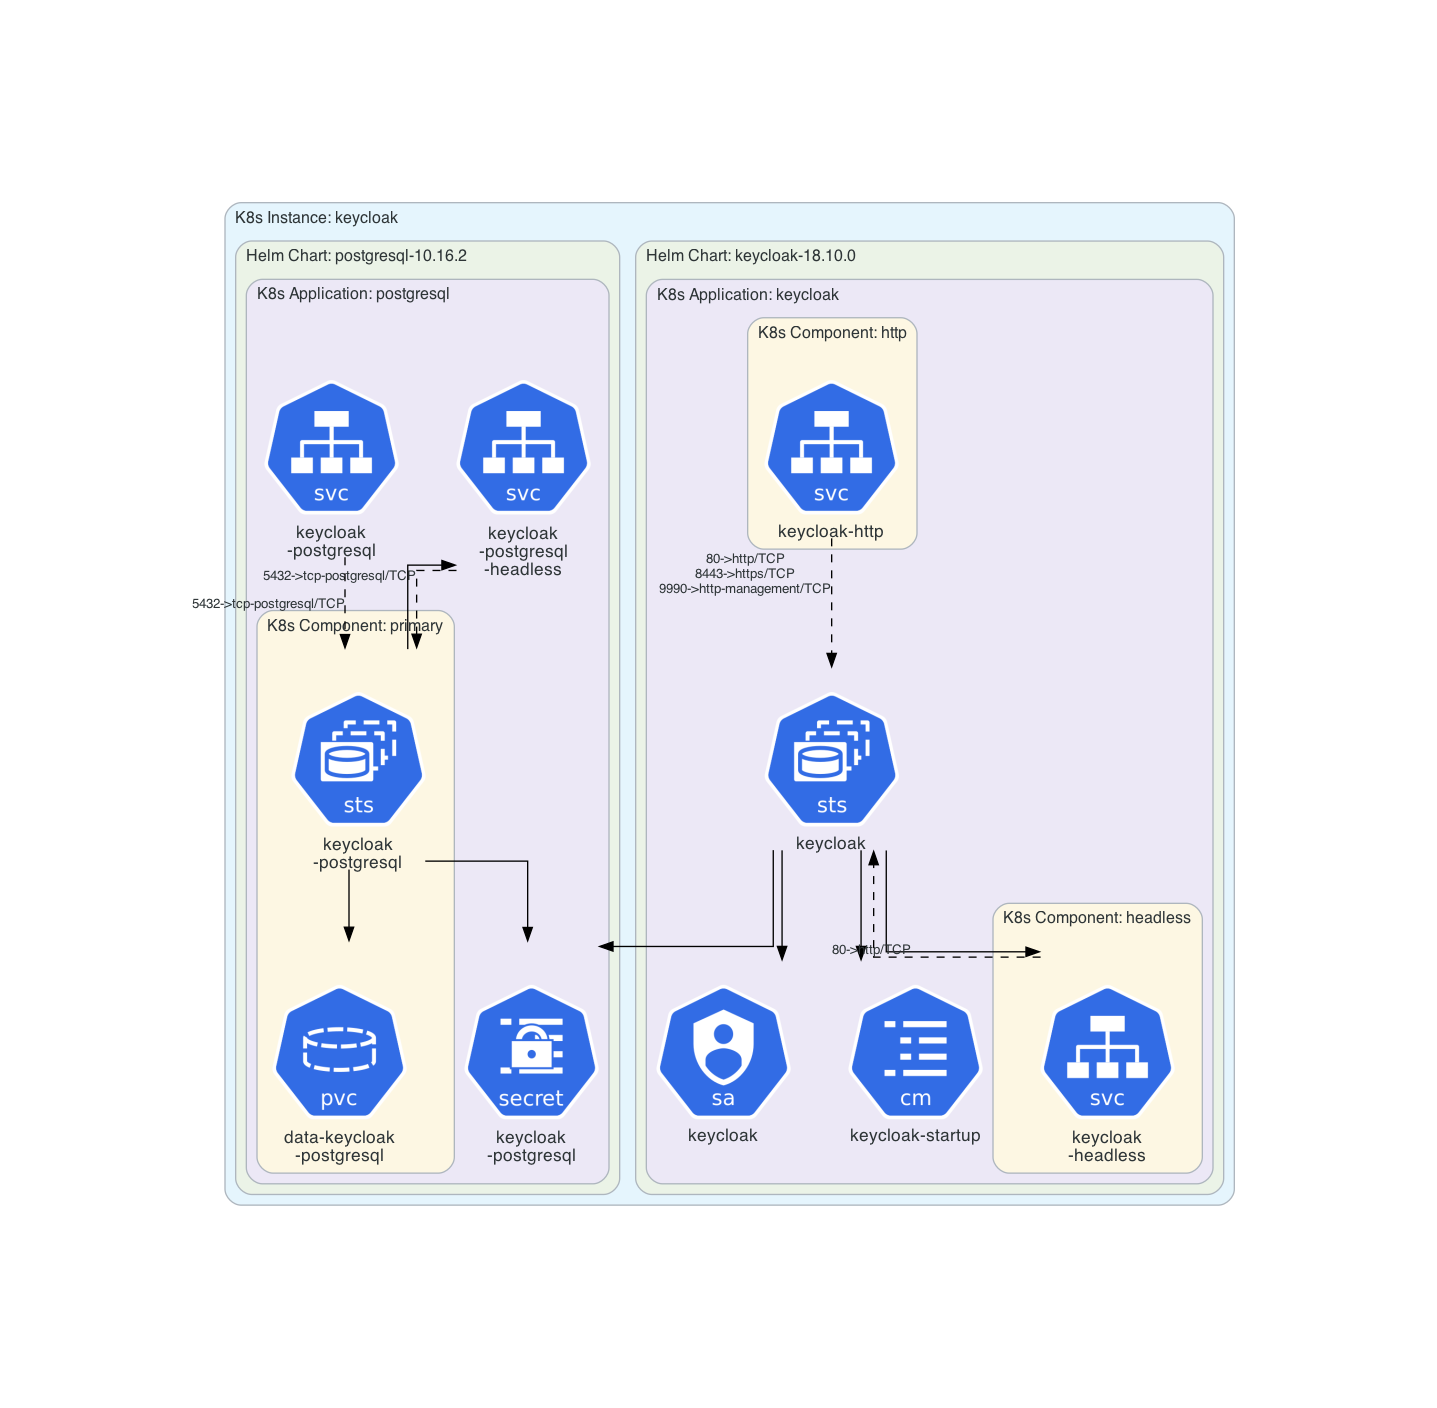 K8s Instance: keycloak
Helm Chart: postgresql-10.16.2
K8s Application: postgresql
svc
keycloak
-postgresql
svc
keycloak
-postgresql
-headless
5432->tcp-postgresql/TCP
5432->tcp-postgresql/TCP
K8s Component: primary
sts
keycloak
-postgresql
pvc
data-keycloak
-postgresql
secret
keycloak
-postgresql
Helm Chart: keycloak-18.10.0
K8s Application: keycloak
K8s Component: http
svc
keycloak-http
80->http/TCP
8443->https/TCP
9990->http-management/TCP
sts
keycloak
80->http/TCP
sa
keycloak
cm
keycloak-startup
K8s Component: headless
svc
keycloak
-headless